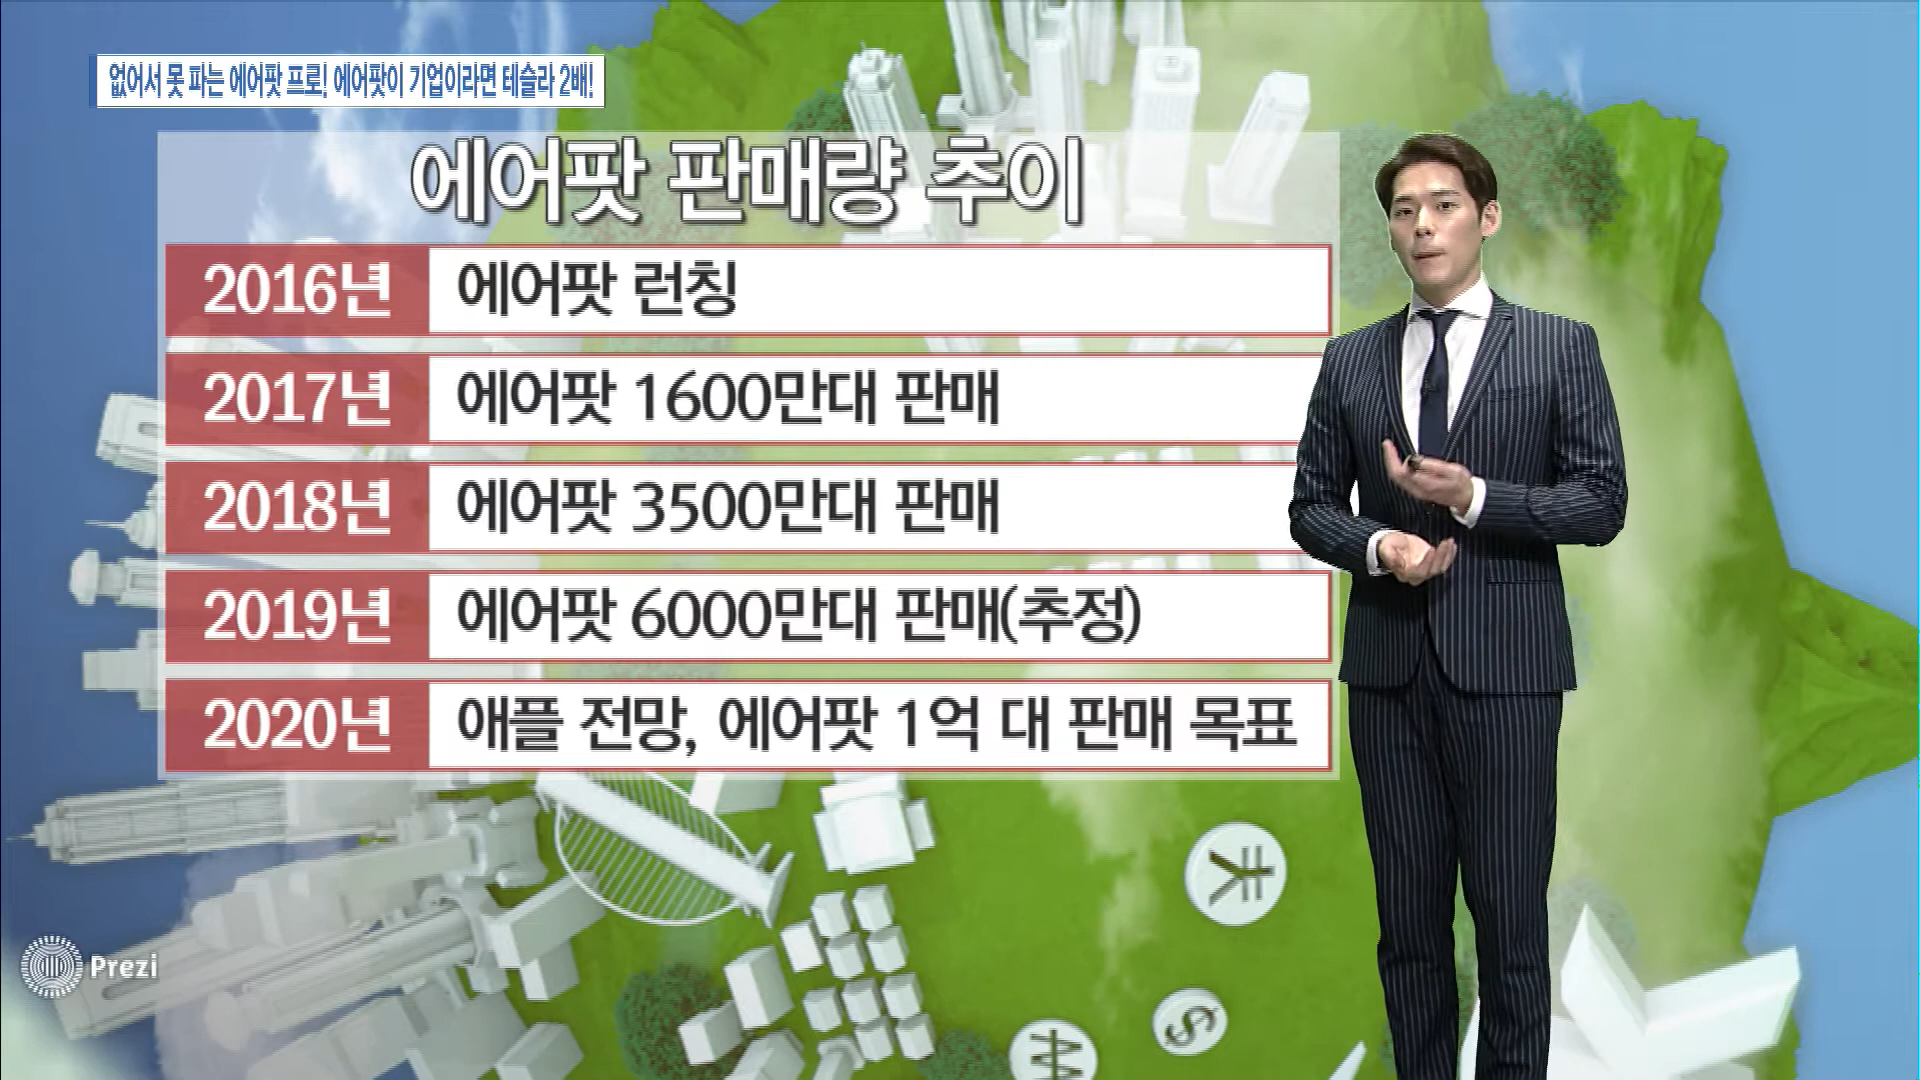 없어서 못 파는 에어팟 프로! 에어팟이 기업이라면 테슬라 2배!
에어팟 판매량 추이
2016년 에어팟 런칭
2017년 에어팟 1600만대 판매
2018년 에어팟 3500만대 판매
2019년 에어팟 6000만대 판매(추정)
2020년 애플 전망, 에어팟 1억 대 판매 목표
Prezi